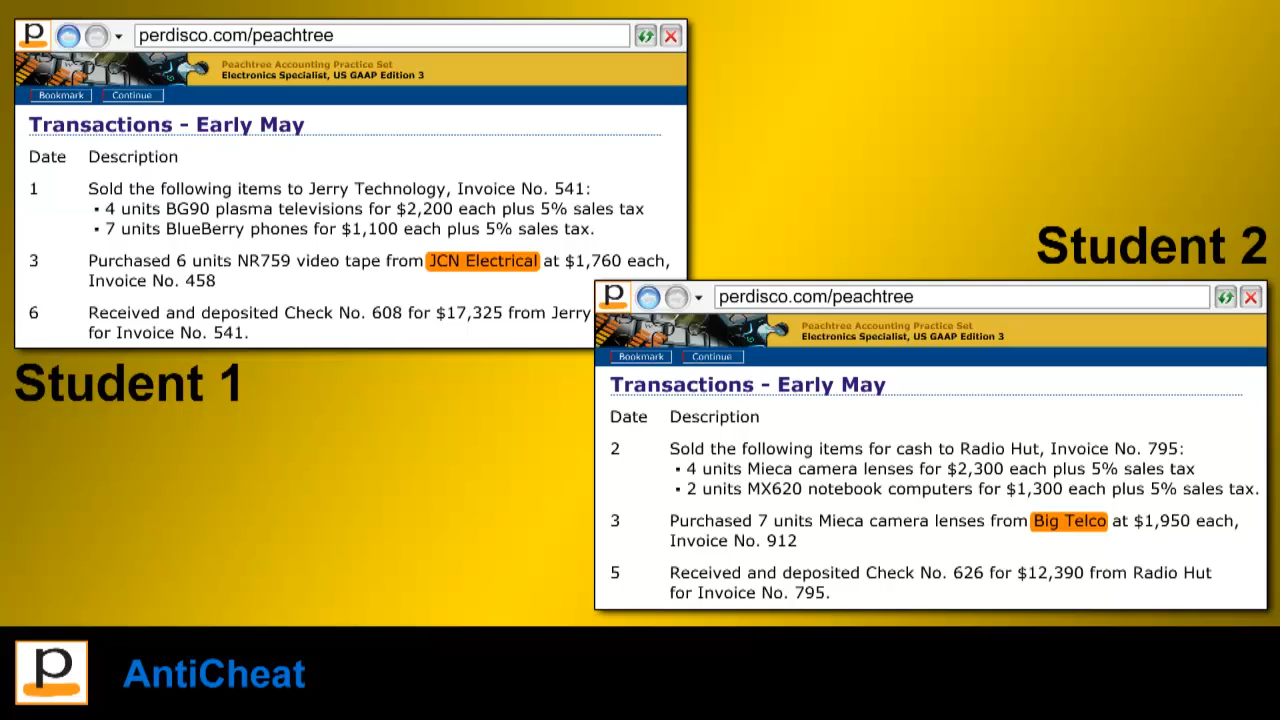 p
perdisco.com/peachtree
Peachtree Accounting Practice Set
Electronics Specialist, US GAAP Edition 3
Bookmark Continue
Transactions - Early May
Date Description
1 Sold the following items to Jerry Technology, Invoice No. 541:
▪ 4 units BG90 plasma televisions for $2,200 each plus 5% sales tax
▪ 7 units BlueBerry phones for $1,100 each plus 5% sales tax.
3 Purchased 6 units NR759 video tape from JCN Electrical at $1,760 each,
Invoice No. 458
6 Received and deposited Check No. 608 for $17,325 from Jerry
for Invoice No. 541.
Student 1
Student 2
p
perdisco.com/peachtree
Peachtree Accounting Practice Set
Electronics Specialist, US GAAP Edition 3
Bookmark Continue
Transactions - Early May
Date Description
2 Sold the following items for cash to Radio Hut, Invoice No. 795:
▪ 4 units Mieca camera lenses for $2,300 each plus 5% sales tax
▪ 2 units MX620 notebook computers for $1,300 each plus 5% sales tax.
3 Purchased 7 units Mieca camera lenses from Big Telco at $1,950 each,
Invoice No. 912
5 Received and deposited Check No. 626 for $12,390 from Radio Hut
for Invoice No. 795.
p
AntiCheat